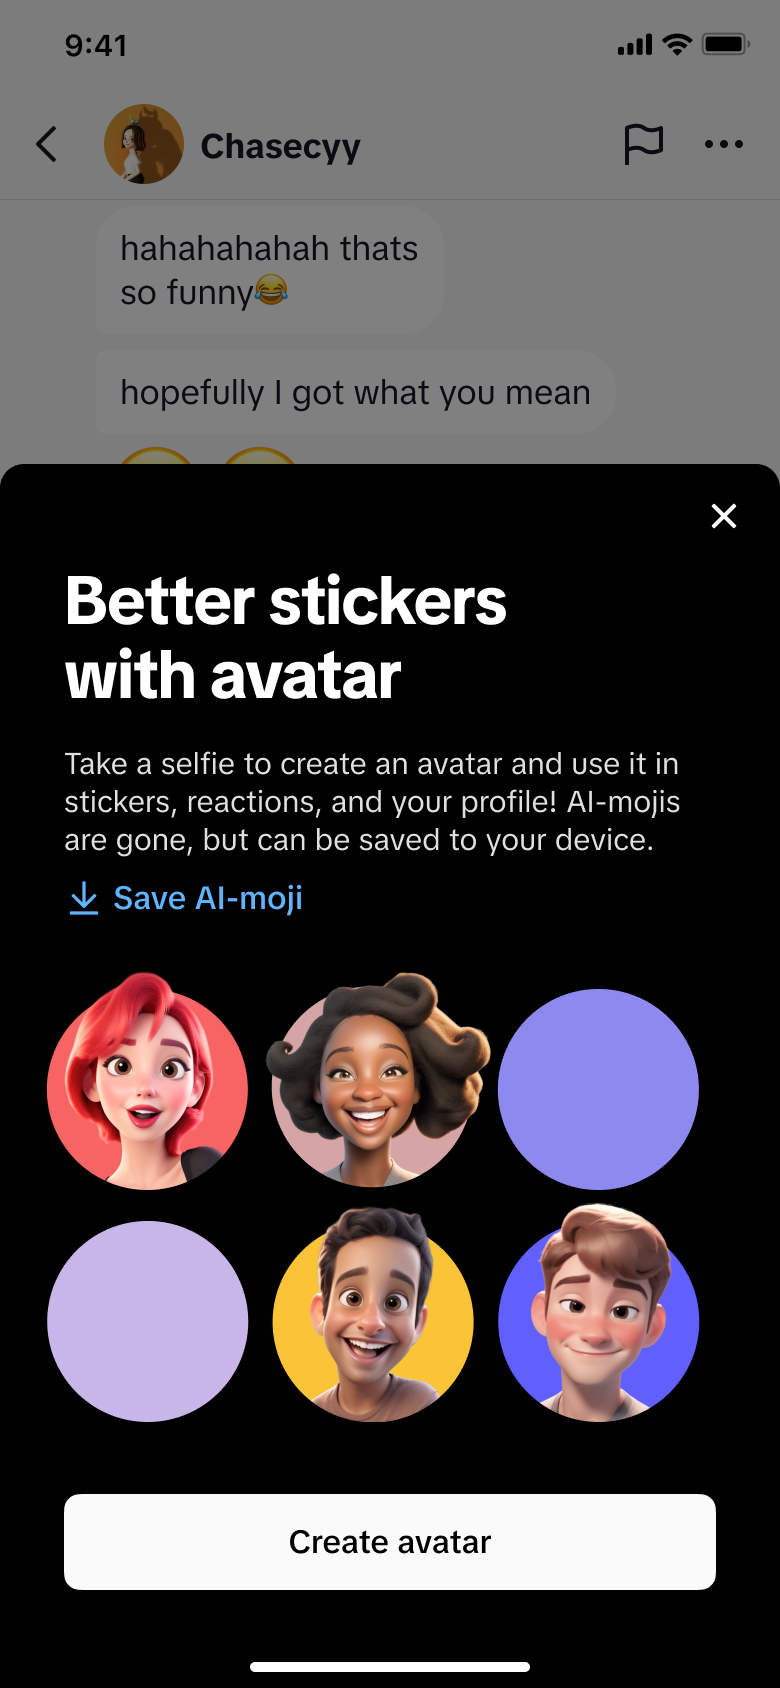 9:41
Chasecyy
hahahahahah thats
so funny😂
hopefully I got what you mean
Better stickers
with avatar
Take a selfie to create an avatar and use it in
stickers, reactions, and your profile! AI-mojis
are gone, but can be saved to your device.
Save AI-moji
Create avatar